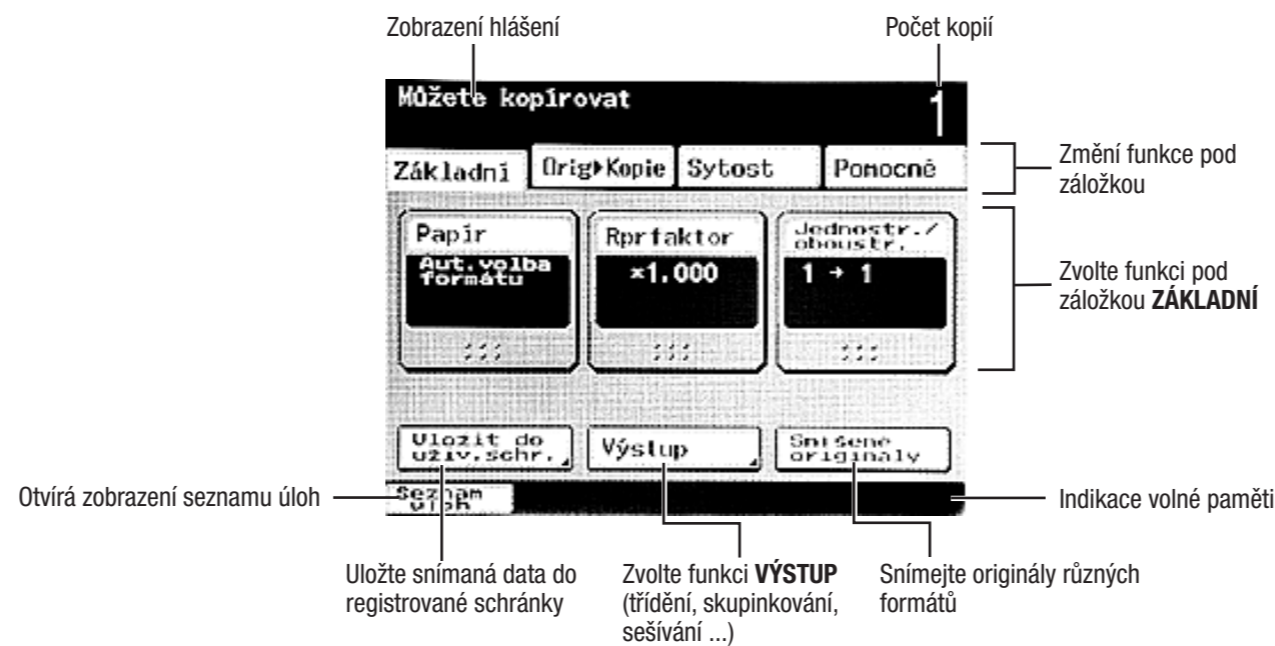 Zobrazení hlášení
Počet kopií
Můžete kopírovat
1
Základní
Orig▸Kopie
Sytost
Pomocné
Změní funkce pod
záložkou
Papír
Aut.volba
formátu
Rprfaktor
×1.000
Jednostr./
oboustr.
1 → 1
Zvolte funkci pod
záložkou ZÁKLADNÍ
Uložit do
uživ.schr.
Výstup
Smíšené
originály
Otvírá zobrazení seznamu úloh
Seznam
úloh
Indikace volné paměti
Uložte snímaná data do
registrované schránky
Zvolte funkci VÝSTUP
(třídění, skupinkování,
sešívání ...)
Snímejte originály různých
formátů